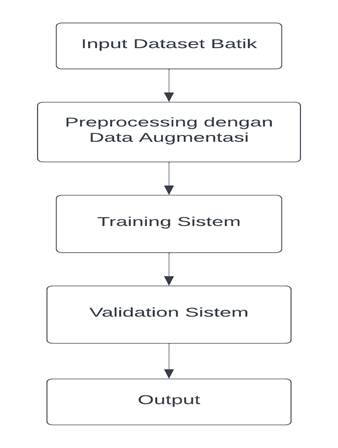 Input Dataset Batik
Preprocessing dengan
Data Augmentasi
Training Sistem
Validation Sistem
Output